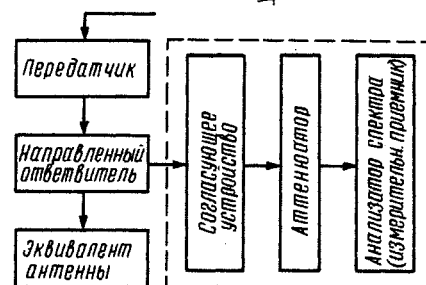 Передатчик
Направленный
ответвитель
Эквивалент
антенны
Согласующее
устройство
Аттенюатор
Анализатор спектра
(измерительн. приемник)